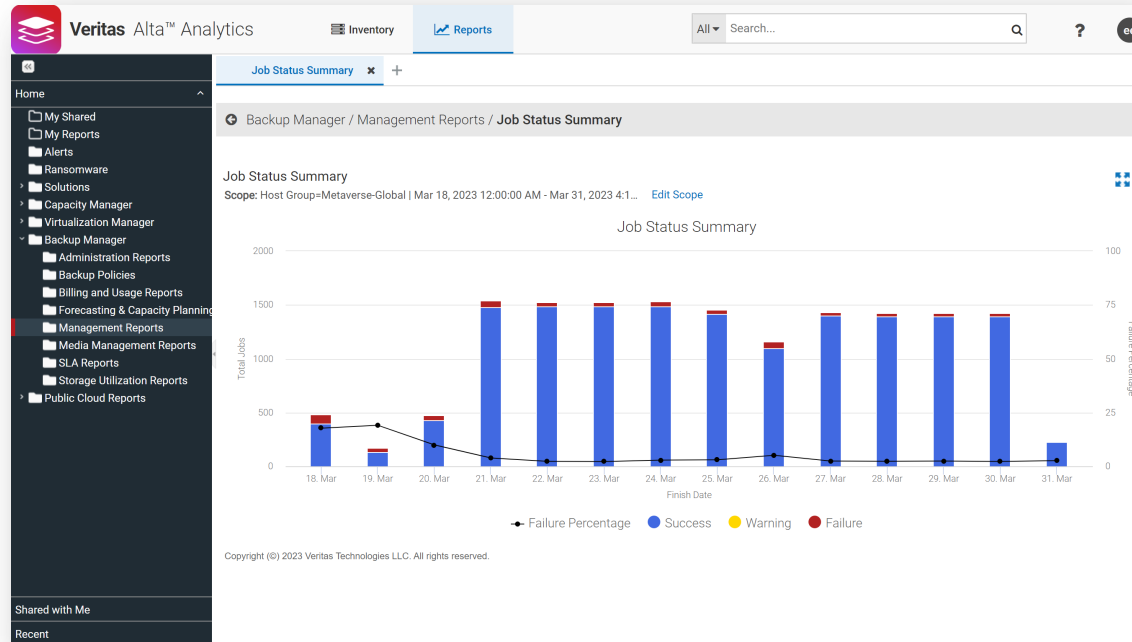 Veritas Alta™ Analytics
Inventory
Reports
All
Search...
?
Job Status Summary
Home
My Shared
My Reports
Alerts
Ransomware
Solutions
Capacity Manager
Virtualization Manager
Backup Manager
Administration Reports
Backup Policies
Billing and Usage Reports
Forecasting & Capacity Planning
Management Reports
Media Management Reports
SLA Reports
Storage Utilization Reports
Public Cloud Reports
Shared with Me
Recent
Backup Manager / Management Reports / Job Status Summary
Job Status Summary
Scope: Host Group=Metaverse-Global | Mar 18, 2023 12:00:00 AM - Mar 31, 2023 4:1... Edit Scope
Job Status Summary
2000
1500
1000
500
0
Total Jobs
100
75
50
25
0
Failure Percentage
18. Mar 19. Mar 20. Mar 21. Mar 22. Mar 23. Mar 24. Mar 25. Mar 26. Mar 27. Mar 28. Mar 29. Mar 30. Mar 31. Mar
Finish Date
Failure Percentage Success Warning Failure
Copyright (©) 2023 Veritas Technologies LLC. All rights reserved.